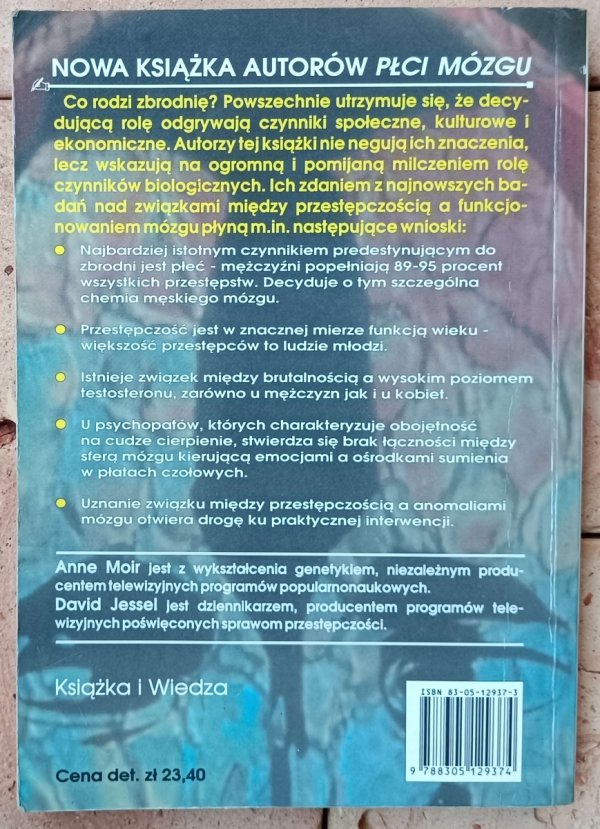 NOWA KSIĄŻKA AUTORÓW PŁCI MÓZGU
Co rodzi zbrodnię? Powszechnie utrzymuje się, że decy-
dującą rolę odgrywają czynniki społeczne, kulturowe i
ekonomiczne. Autorzy tej książki nie negują ich znaczenia,
lecz wskazują na ogromną i pomijaną milczeniem rolę
czynników biologicznych. Ich zdaniem z najnowszych ba-
dań nad związkami między przestępczością a funkcjo-
nowaniem mózgu płyną m.in. następujące wnioski:
Najbardziej istotnym czynnikiem predestynującym do
zbrodni jest płeć - mężczyźni popełniają 89-95 procent
wszystkich przestępstw. Decyduje o tym szczególna
chemia męskiego mózgu.
Przestępczość jest w znacznej mierze funkcją wieku -
większość przestępców to ludzie młodzi.
Istnieje związek między brutalnością a wysokim poziomem
testosteronu, zarówno u mężczyzn jak i u kobiet.
U psychopatów, których charakteryzuje obojętność
na cudze cierpienie, stwierdza się brak łączności między
sferą mózgu kierującą emocjami a ośrodkami sumienia
w płatach czołowych.
Uznanie związku między przestępczością a anomaliami
mózgu otwiera drogę ku praktycznej interwencji.
Anne Moir jest z wykształcenia genetykiem, niezależnym produ-
centem telewizyjnych programów popularnonaukowych.
David Jessel jest dziennikarzem, producentem programów tele-
wizyjnych poświęconych sprawom przestępczości.
Książka i Wiedza
ISBN 83-05-12937-3
9 788305 129374
Cena det. zł 23,40